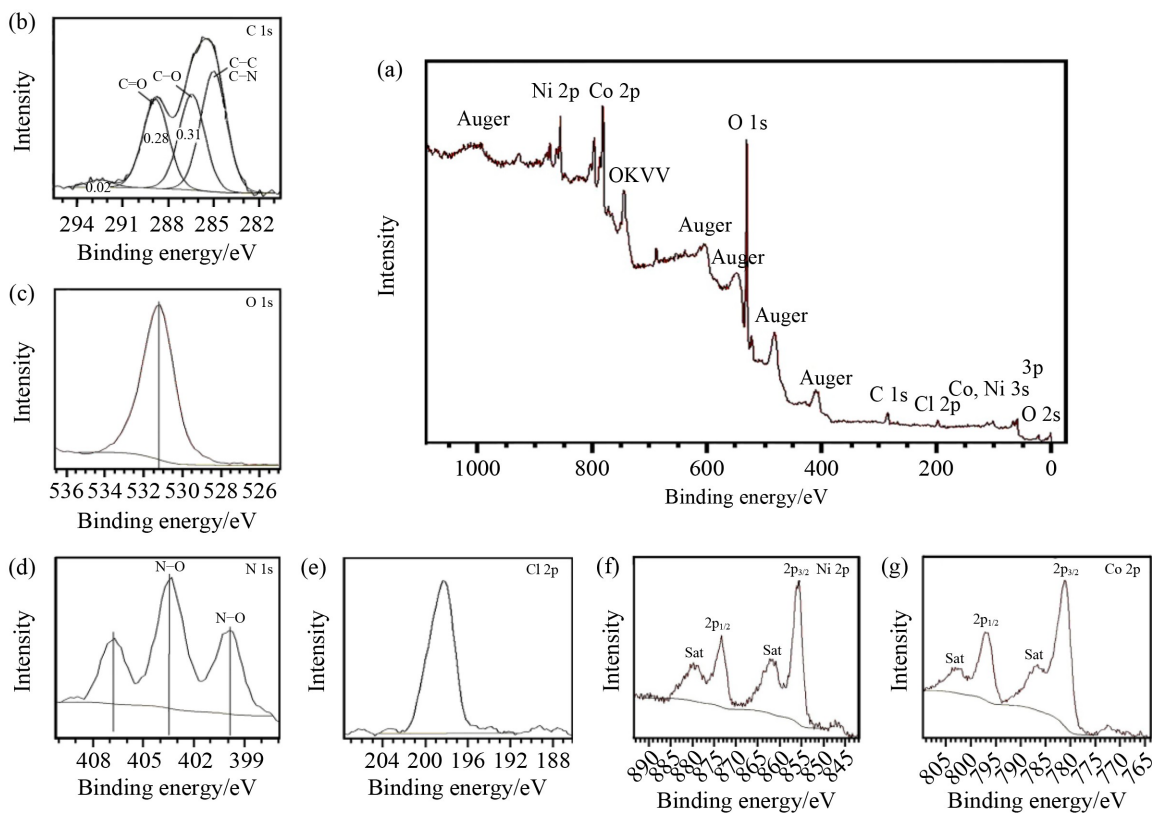 (b)
C 1s
C−C
C−N
C−O
C=O
0.28
0.31
0.02
Intensity
294 291 288 285 282
Binding energy/eV
(a)
Ni 2p
Co 2p
Auger
O 1s
OKVV
Auger
Auger
Auger
Auger
C 1s
Cl 2p
Co, Ni 3s
3p
O 2s
Intensity
1000 800 600 400 200 0
Binding energy/eV
(c)
O 1s
Intensity
536 534 532 530 528 526
Binding energy/eV
(d)
N−O
N 1s
N−O
Intensity
408 405 402 399
Binding energy/eV
(e)
Cl 2p
Intensity
204 200 196 192 188
Binding energy/eV
(f)
2p3/2 Ni 2p
2p1/2
Sat
Sat
Intensity
890 885 880 875 870 865 860 855 850 845
Binding energy/eV
(g)
2p3/2
Co 2p
2p1/2
Sat
Sat
Intensity
805 800 795 790 785 780 775 770 765
Binding energy/eV